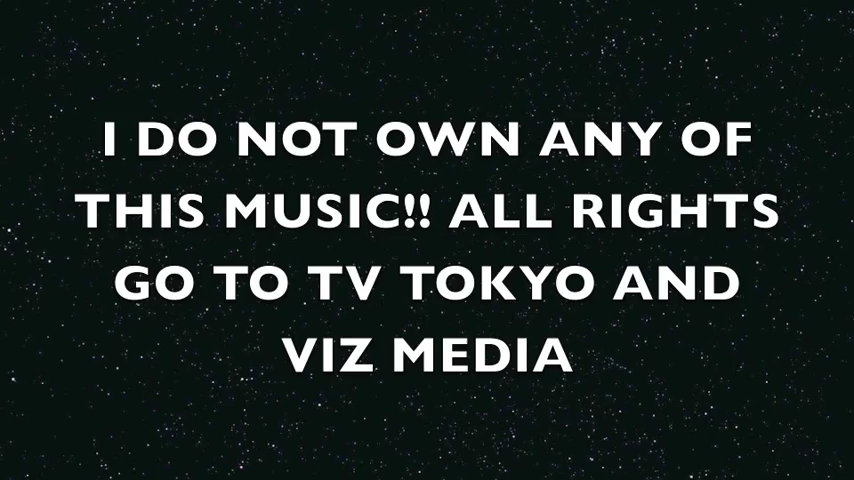 I DO NOT OWN ANY OF
THIS MUSIC!! ALL RIGHTS
GO TO TV TOKYO AND
VIZ MEDIA